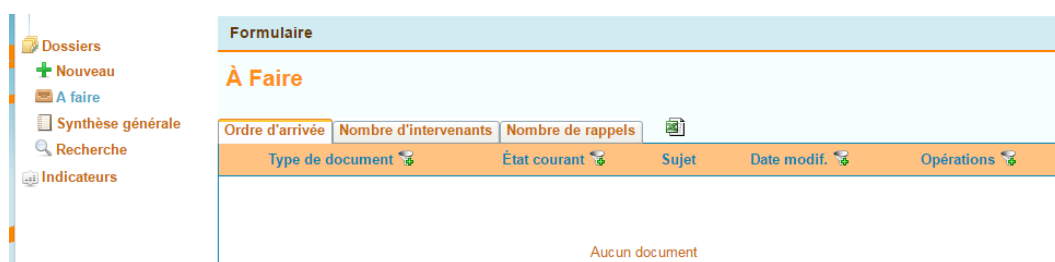 Dossiers
Nouveau
A faire
Synthèse générale
Recherche
Indicateurs
Formulaire
À Faire
Ordre d'arrivée Nombre d'intervenants Nombre de rappels
Type de document État courant Sujet Date modif. Opérations
Aucun document